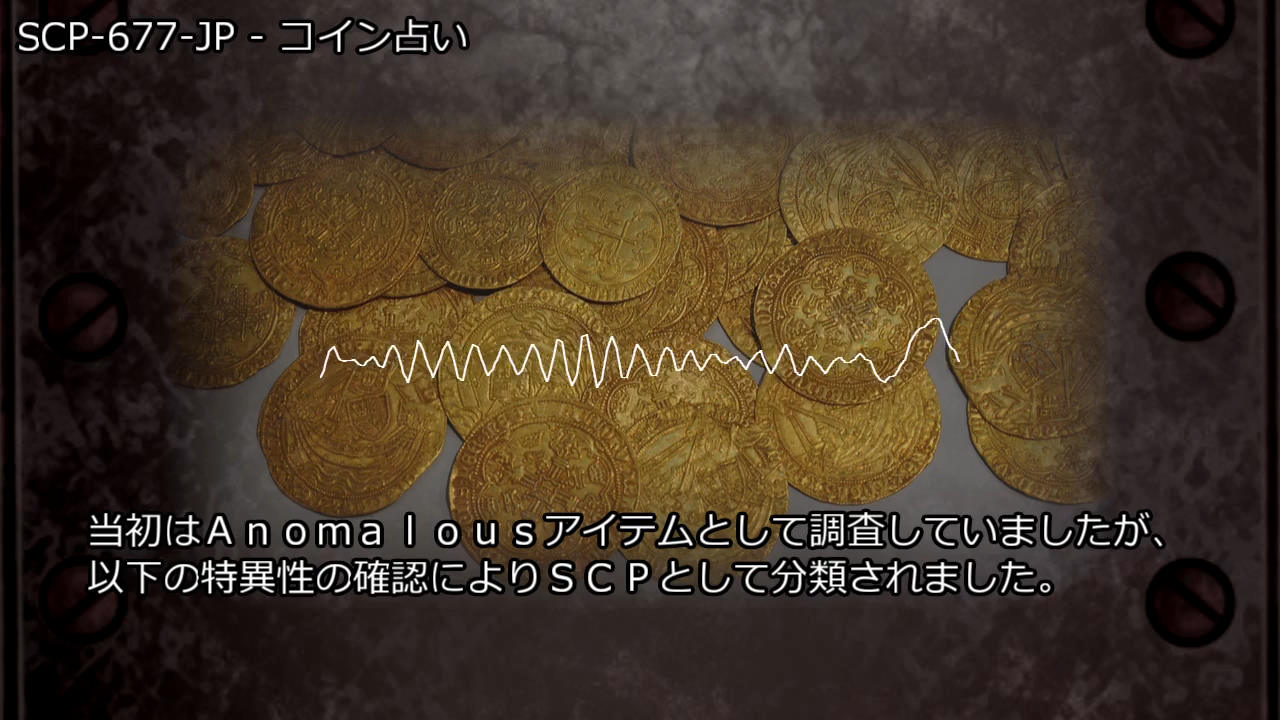 SCP-677-JP - コイン占い
当初はＡｎｏｍａｌｏｕｓアイテムとして調査していましたが、
以下の特異性の確認によりＳＣＰとして分類されました。